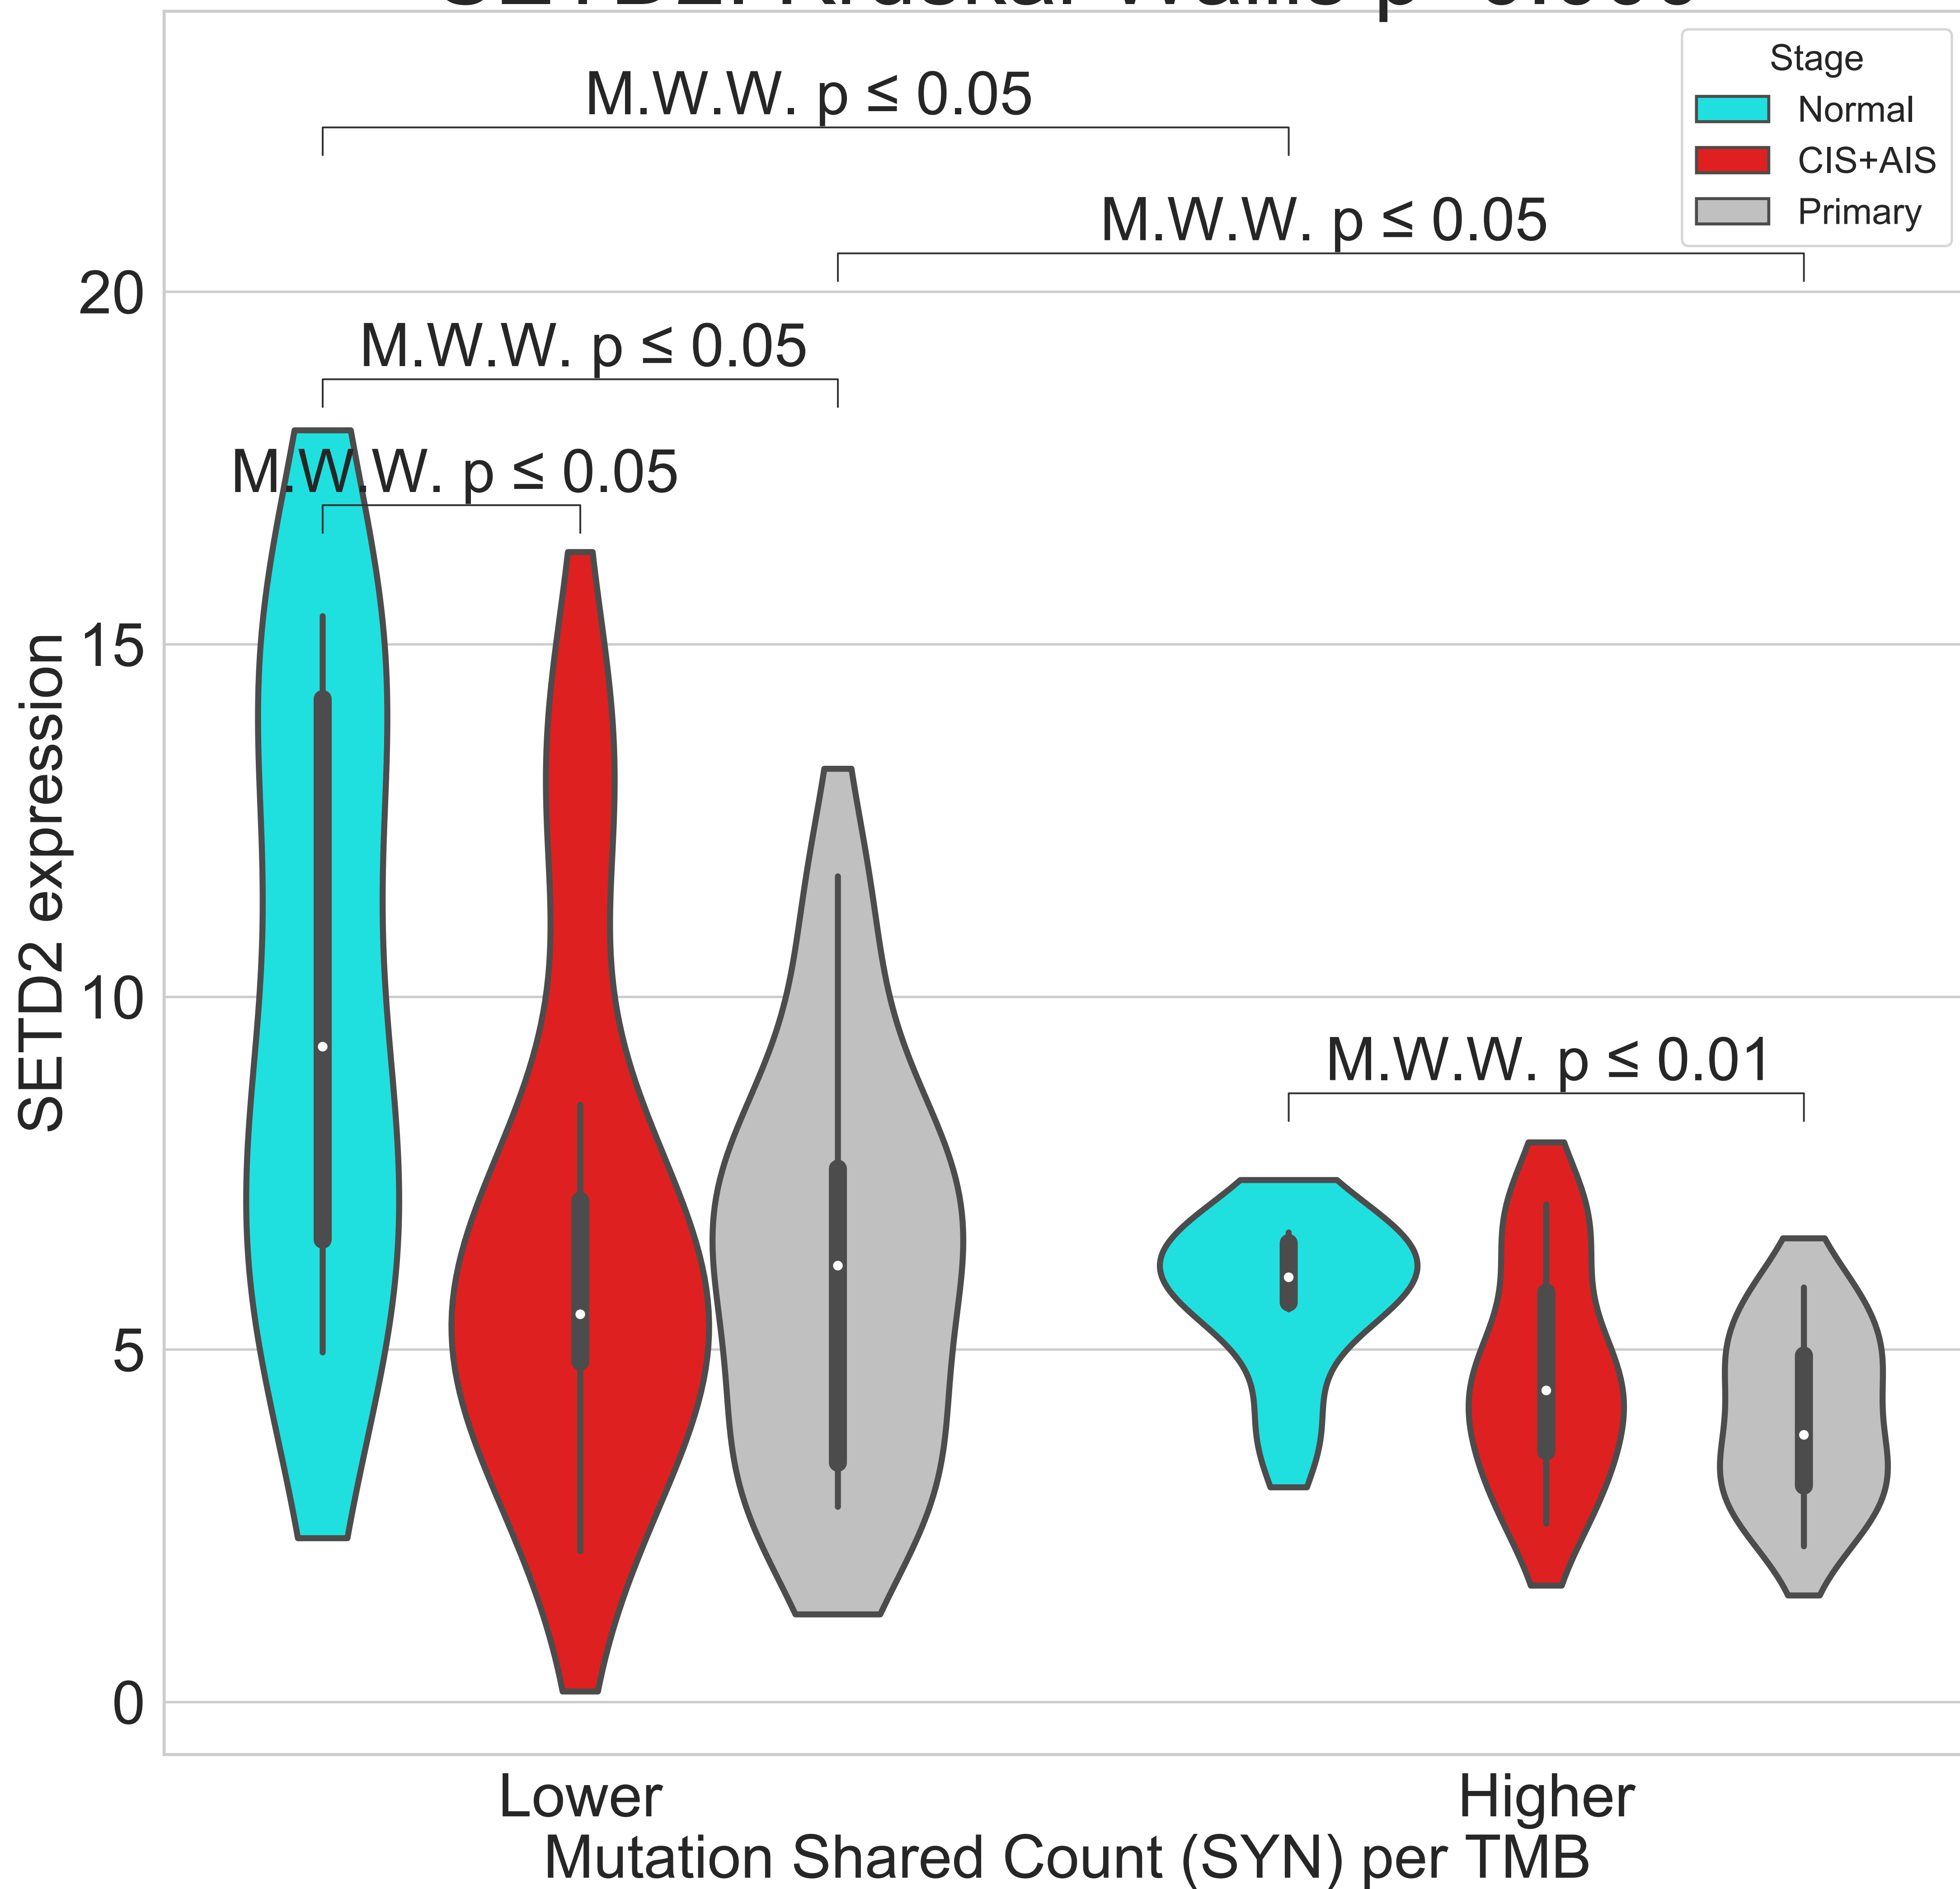 Stage
Normal
CIS+AIS
Primary
M.W.W. p ≤ 0.05
M.W.W. p ≤ 0.05
M.W.W. p ≤ 0.05
M.W.W. p ≤ 0.05
M.W.W. p ≤ 0.01
20
15
10
5
0
SETD2 expression
Lower
Higher
Mutation Shared Count (SYN) per TMB